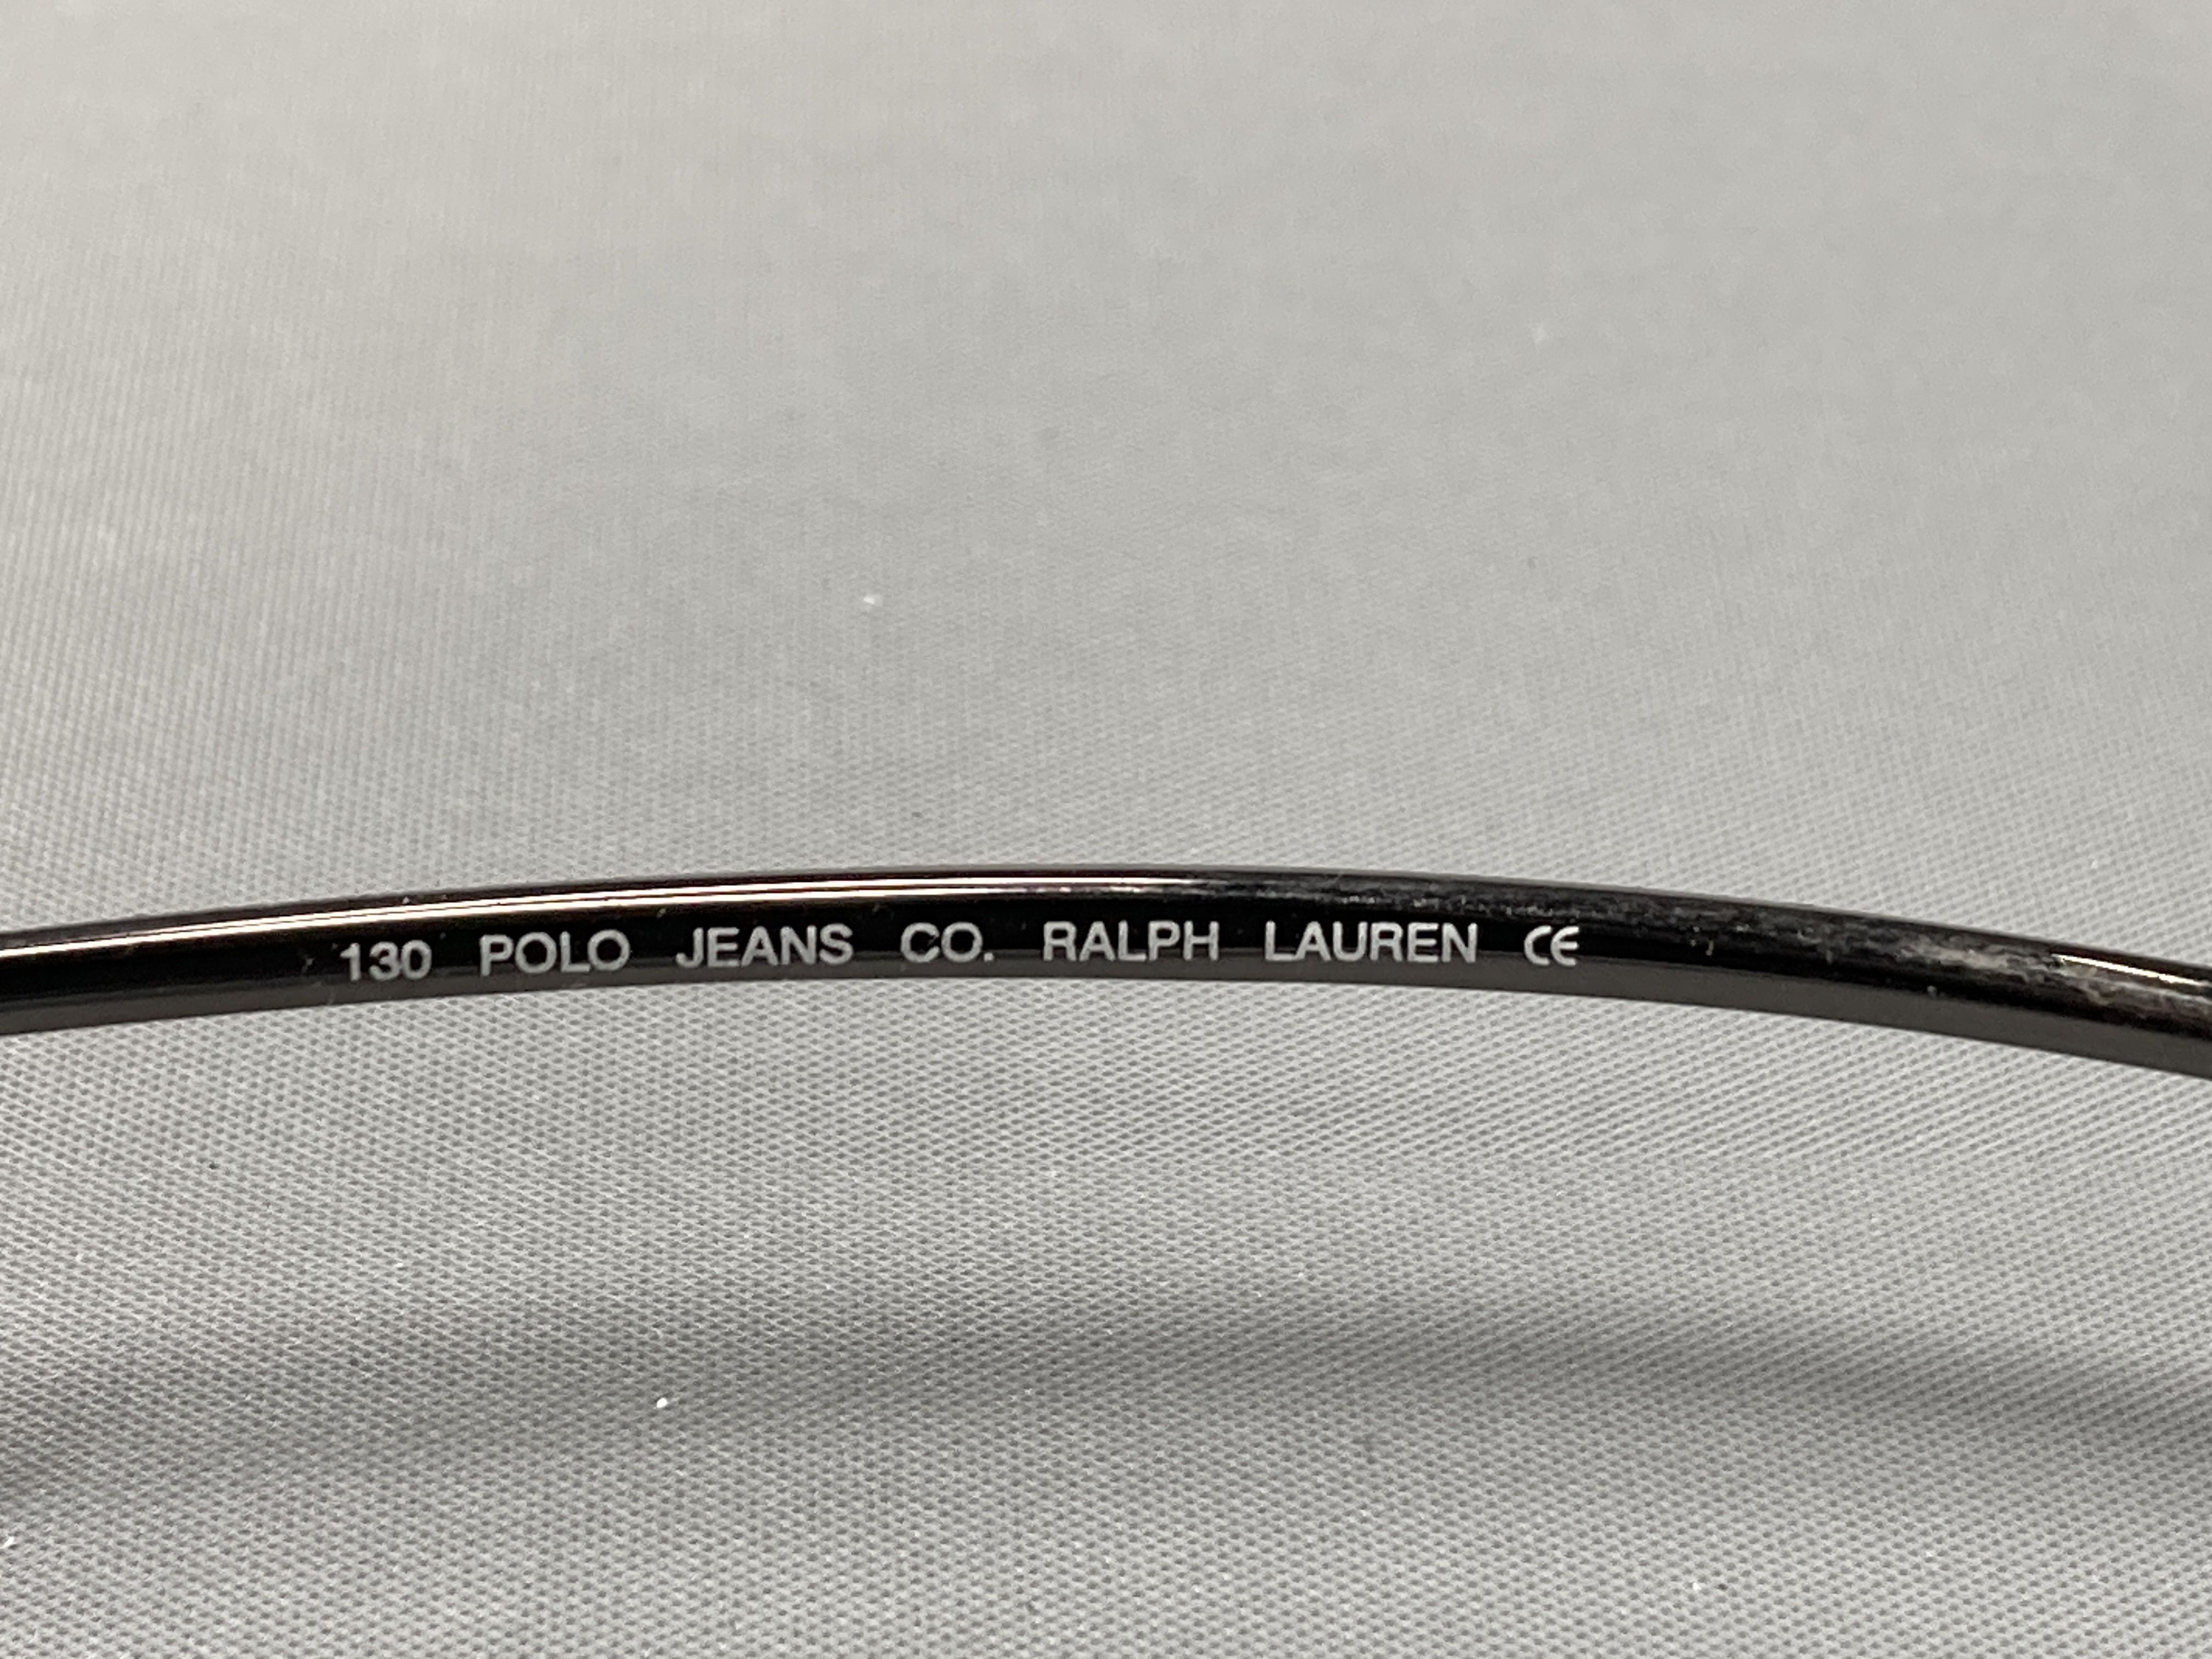 130 POLO JEANS CO. RALPH LAUREN CE